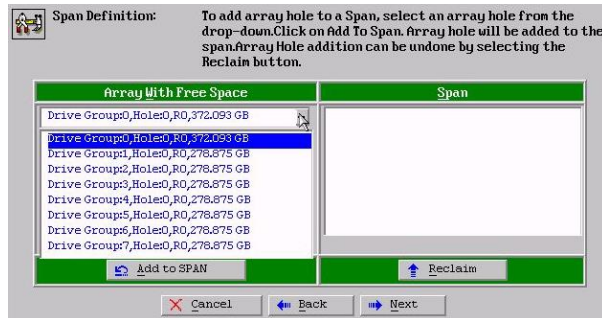 Span Definition:
To add array hole to a Span, select an array hole from the
drop-down.Click on Add To Span. Array hole will be added to the
span.Array Hole addition can be undone by selecting the
Reclaim button.
Array With Free Space
Span
Drive Group:0,Hole:0,R0,372.093 GB
Drive Group:0,Hole:0,R0,372.093 GB
Drive Group:1,Hole:0,R0,278.875 GB
Drive Group:2,Hole:0,R0,278.875 GB
Drive Group:3,Hole:0,R0,278.875 GB
Drive Group:4,Hole:0,R0,278.875 GB
Drive Group:5,Hole:0,R0,278.875 GB
Drive Group:6,Hole:0,R0,278.875 GB
Drive Group:7,Hole:0,R0,278.875 GB
Add to SPAN
Reclaim
Cancel
Back
Next